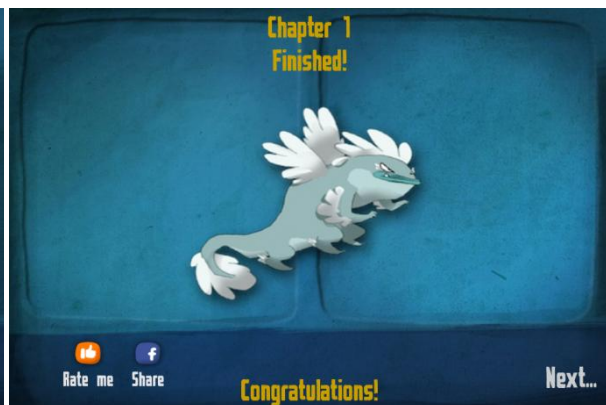 Chapter 1
Finished!
Rate me
Share
Next...
Congratulations!